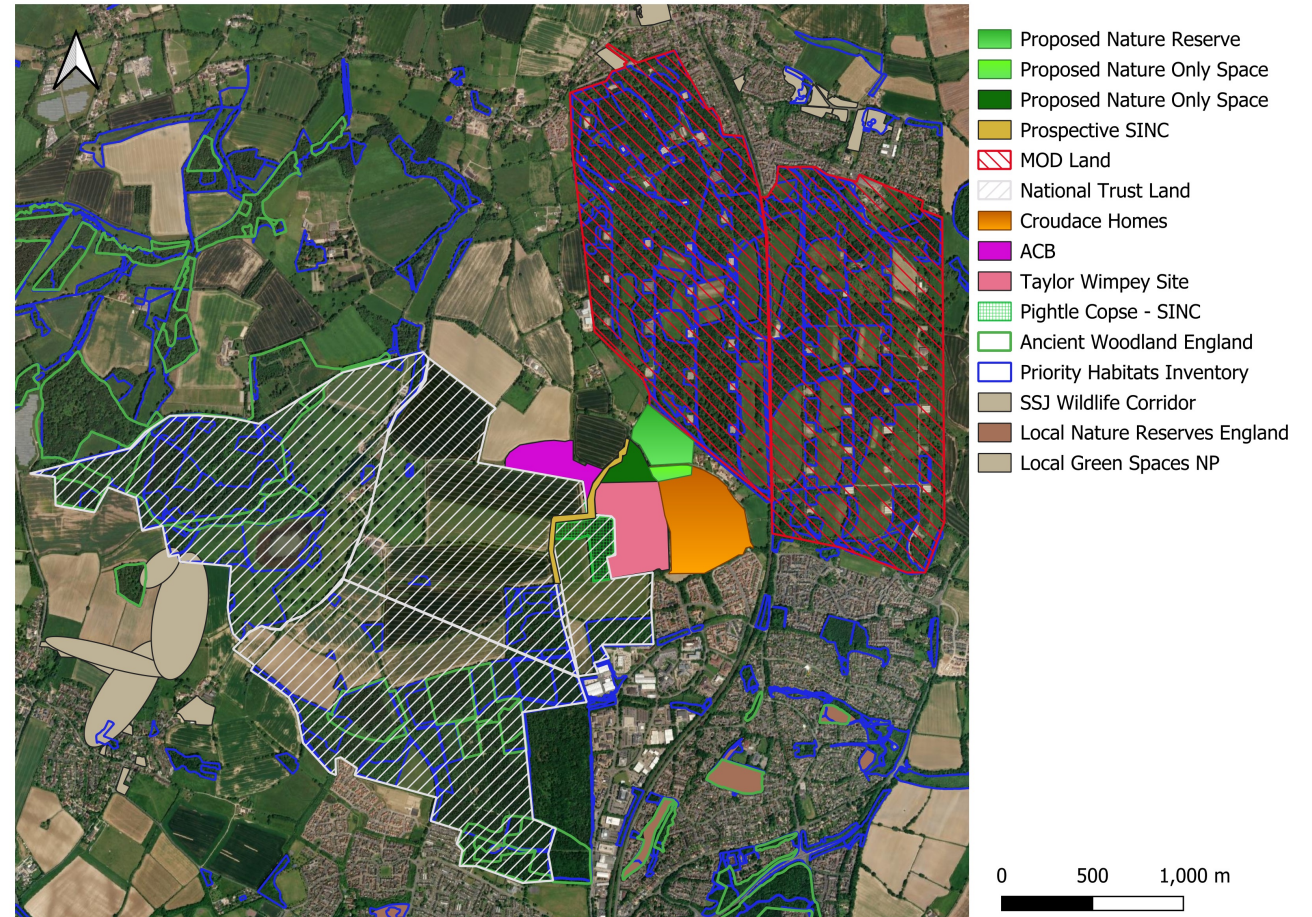 Proposed Nature Reserve
Proposed Nature Only Space
Proposed Nature Only Space
Prospective SINC
MOD Land
National Trust Land
Croudace Homes
ACB
Taylor Wimpey Site
Pightle Copse - SINC
Ancient Woodland England
Priority Habitats Inventory
SSJ Wildlife Corridor
Local Nature Reserves England
Local Green Spaces NP
0 500 1,000 m